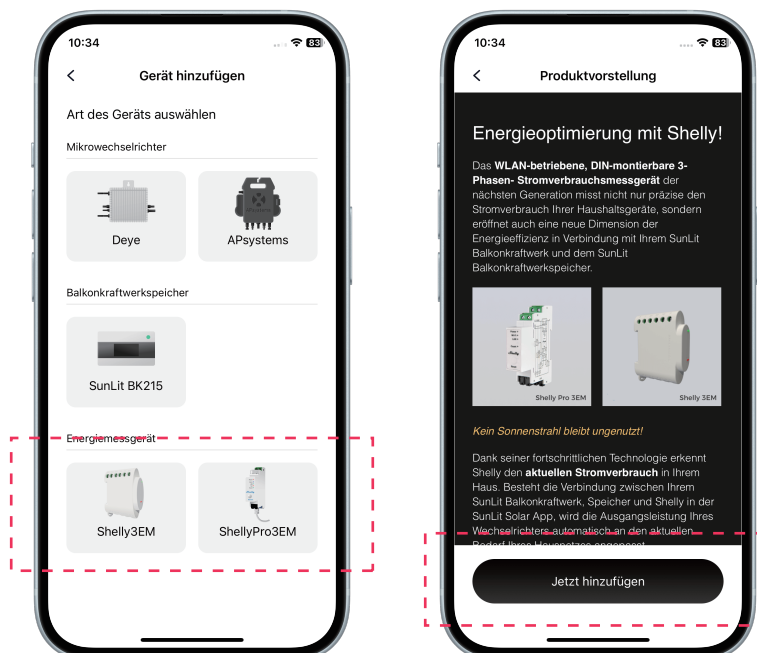 10:34
83
Gerät hinzufügen
Art des Geräts auswählen
Mikrowechselrichter
Deye
APsystems
Balkonkraftwerkspeicher
SunLit BK215
Energiemessgerät
Shelly3EM
ShellyPro3EM
10:34
83
Produktvorstellung
Energieoptimierung mit Shelly!
Das WLAN-betriebene, DIN-montierbare 3-
Phasen- Stromverbrauchsmessgerät der
nächsten Generation misst nicht nur präzise den
Stromverbrauch Ihrer Haushaltsgeräte, sondern
eröffnet auch eine neue Dimension der
Energieeffizienz in Verbindung mit Ihrem SunLit
Balkonkraftwerk und dem SunLit
Balkonkraftwerkspeicher.
Shelly Pro 3EM
Shelly 3EM
Kein Sonnenstrahl bleibt ungenutzt!
Dank seiner fortschrittlichen Technologie erkennt
Shelly den aktuellen Stromverbrauch in Ihrem
Haus. Besteht die Verbindung zwischen Ihrem
SunLit Balkonkraftwerk, Speicher und Shelly in der
SunLit Solar App, wird die Ausgangsleistung Ihres
Wechselrichters automatisch an den aktuellen
Bedarf Ihres Hausnetzes angepasst.
Jetzt hinzufügen